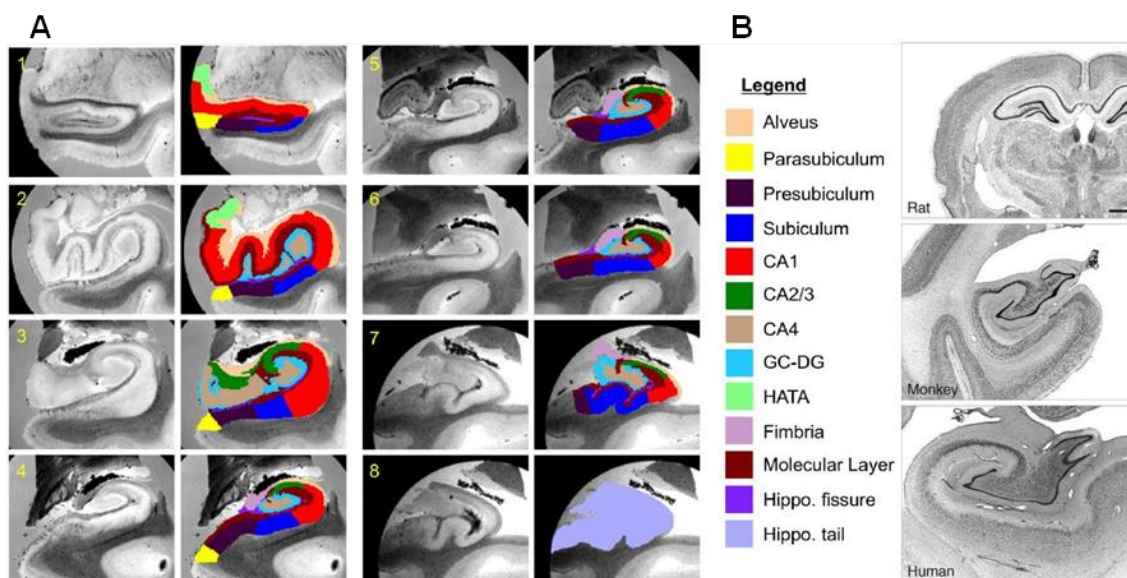 A
B
1
5
2
6
3
7
4
8
Legend
Alveus
Parasubiculum
Presubiculum
Subiculum
CA1
CA2/3
CA4
GC-DG
HATA
Fimbria
Molecular Layer
Hippo. fissure
Hippo. tail
Rat
Monkey
Human